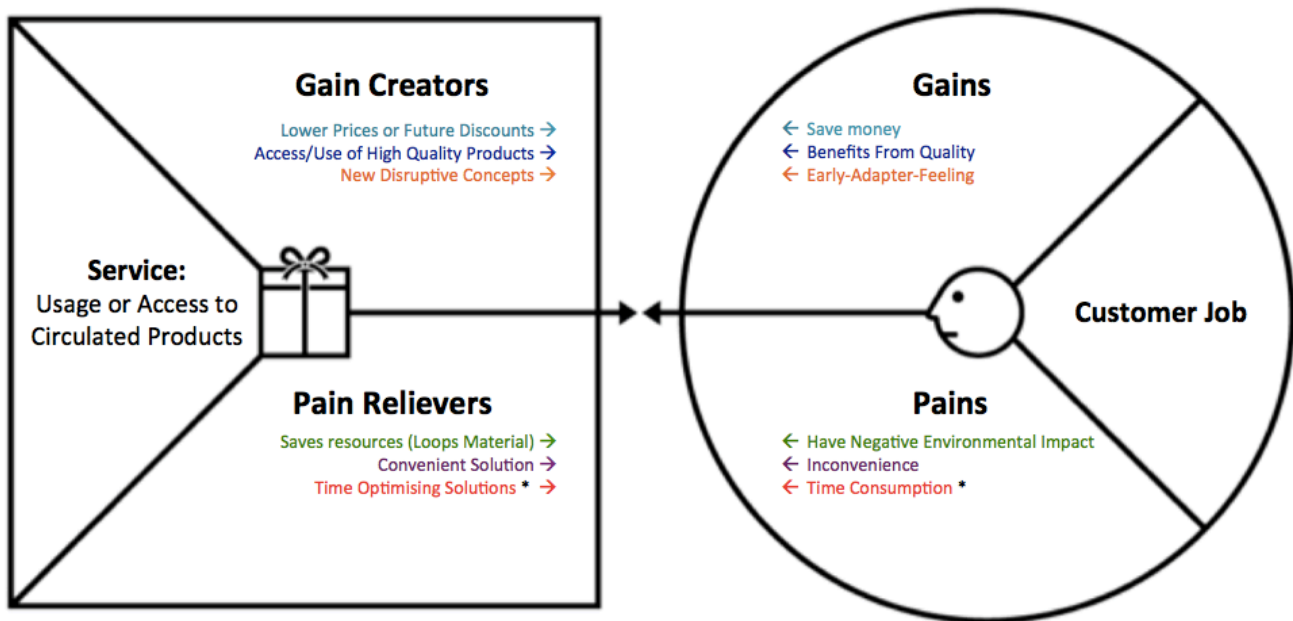 Gain Creators
Lower Prices or Future Discounts →
Access/Use of High Quality Products →
New Disruptive Concepts →
Service:
Usage or Access to
Circulated Products
Pain Relievers
Saves resources (Loops Material) →
Convenient Solution →
Time Optimising Solutions * →
Gains
← Save money
← Benefits From Quality
← Early-Adapter-Feeling
Customer Job
Pains
← Have Negative Environmental Impact
← Inconvenience
← Time Consumption *